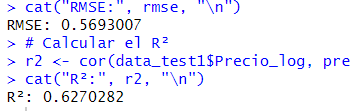 > cat("RMSE:", rmse, "\n")
RMSE: 0.5693007
> # Calcular el R²
> r2 <- cor(data_test1$Precio_log, pre
> cat("R²:", r2, "\n")
R²: 0.6270282